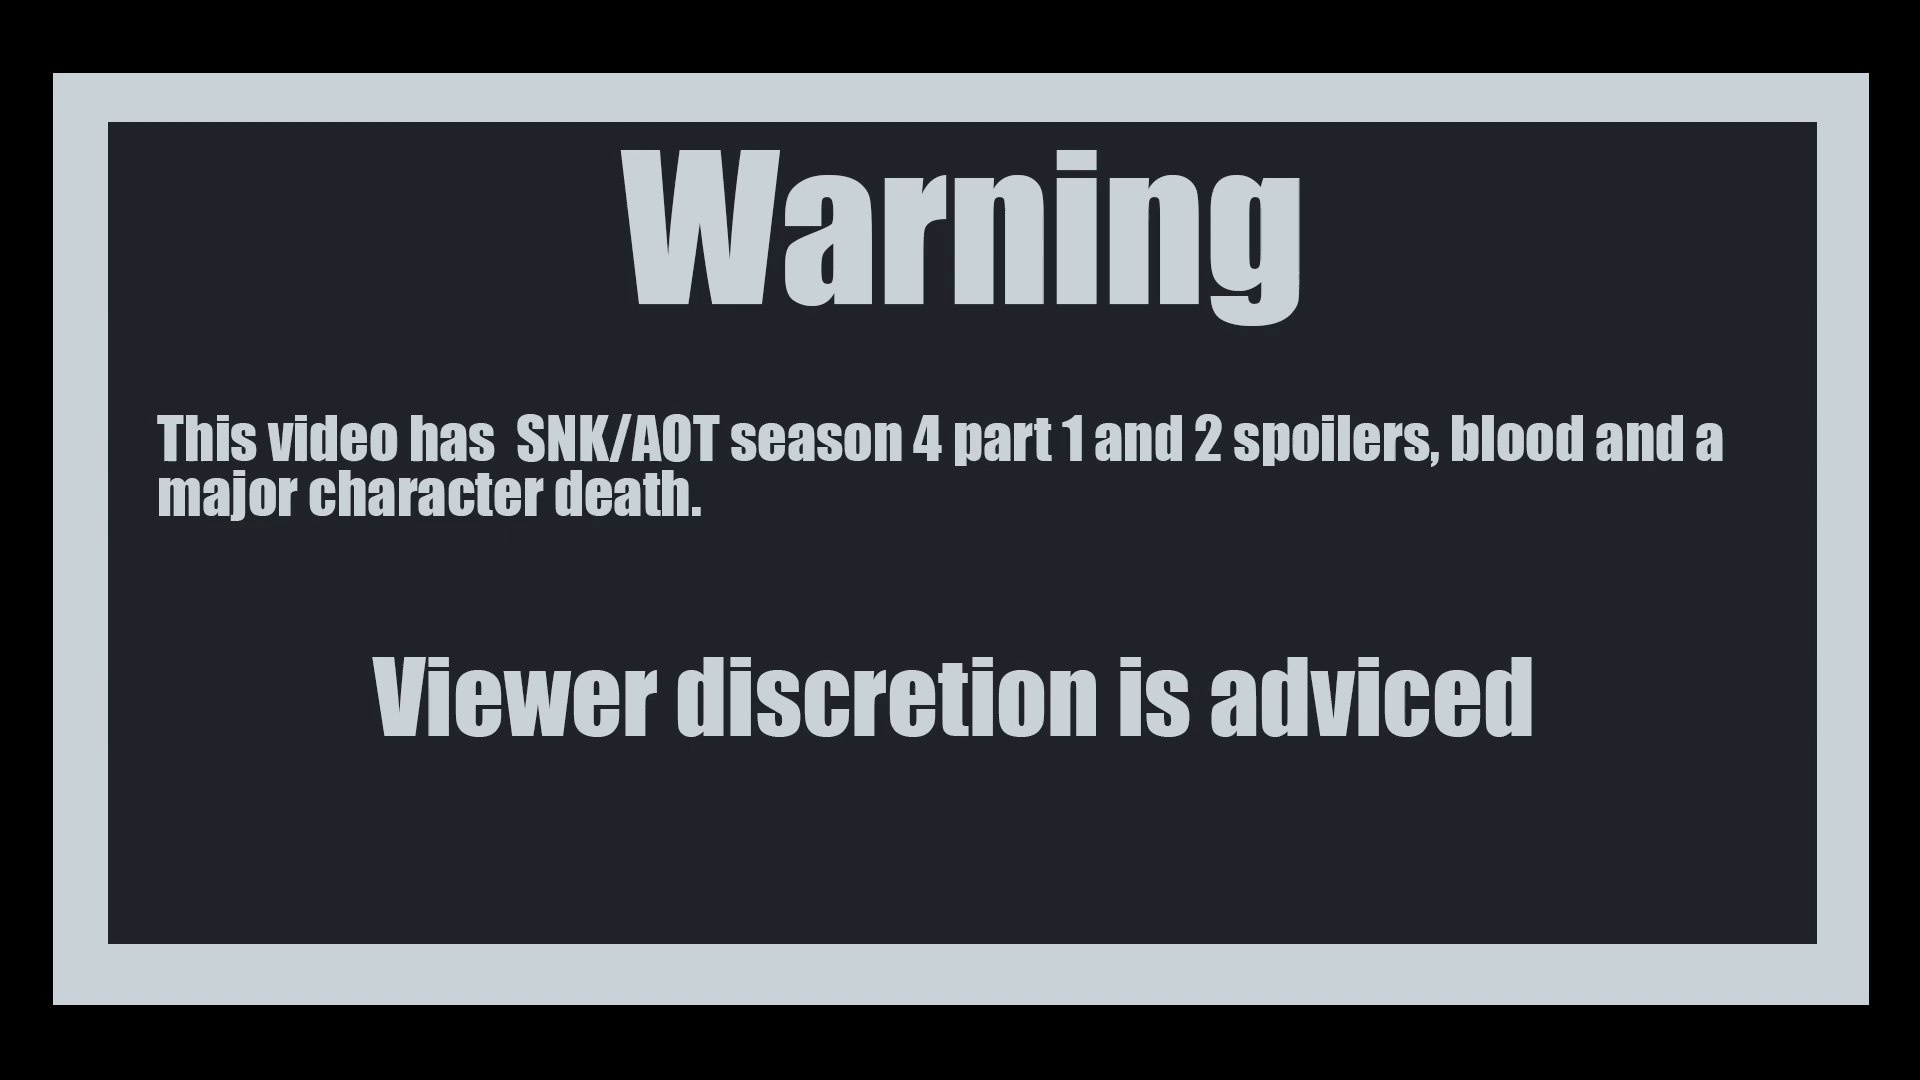 Warning
This video has  SNK/AOT season 4 part 1 and 2 spoilers, blood and a
major character death.
Viewer discretion is adviced